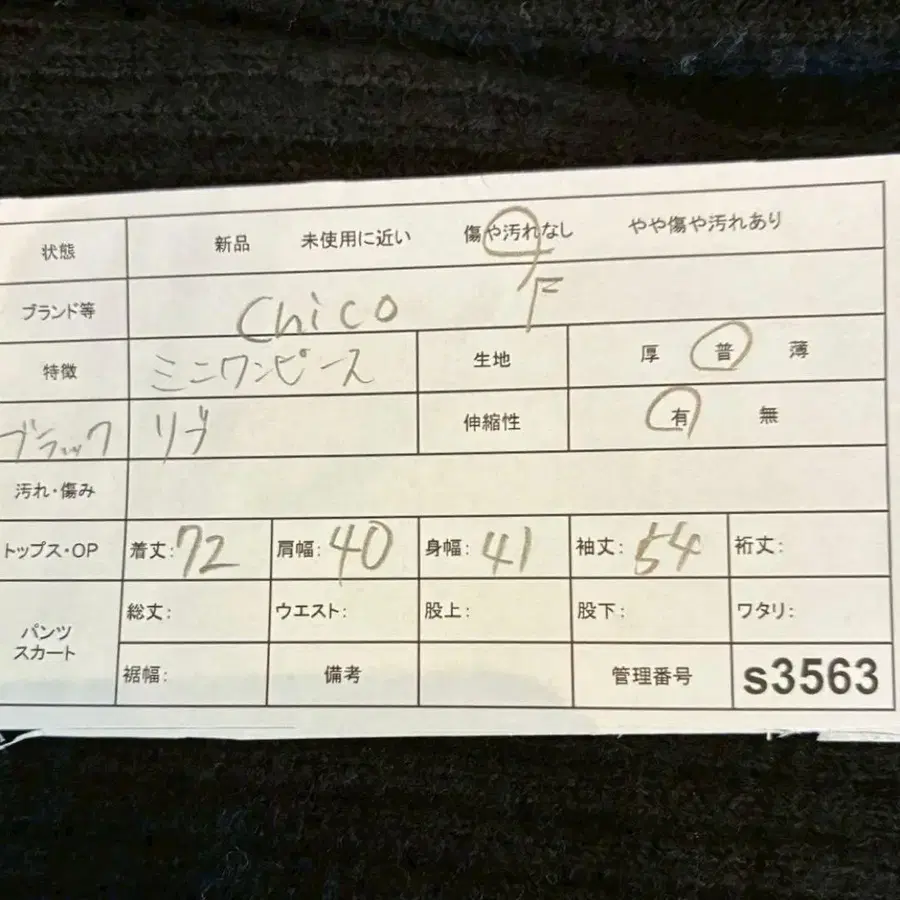 状態 新品 未使用に近い 傷や汚れなし やや傷や汚れあり
ブランド等 Chico F
特徴 ミニワンピース 生地 厚 普 薄
ブラック リブ 伸縮性 有 無
汚れ・傷み
トップス・OP 着丈:72 肩幅:40 身幅:41 袖丈:54 裄丈:
パンツ
スカート
総丈: ウエスト: 股上: 股下: ワタリ:
裾幅: 備考 管理番号 s3563